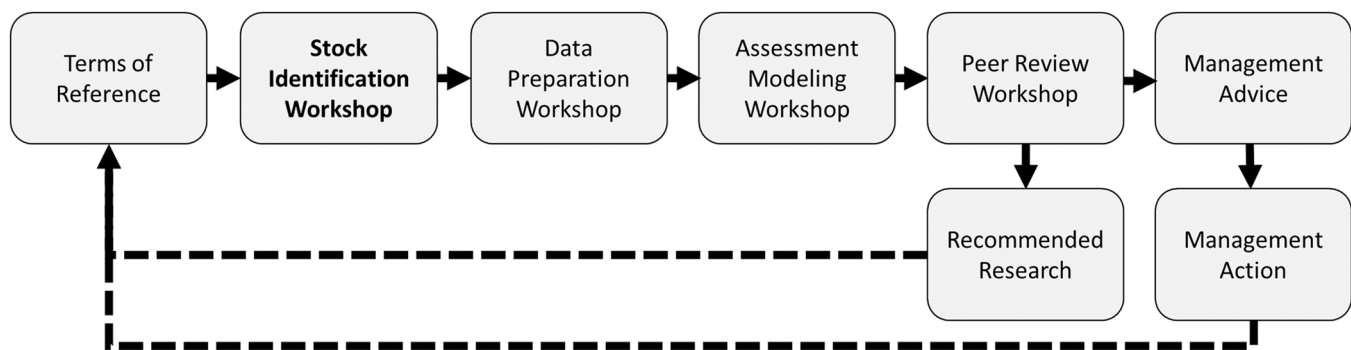 Terms of
Reference
Stock
Identification
Workshop
Data
Preparation
Workshop
Assessment
Modeling
Workshop
Peer Review
Workshop
Management
Advice
Recommended
Research
Management
Action